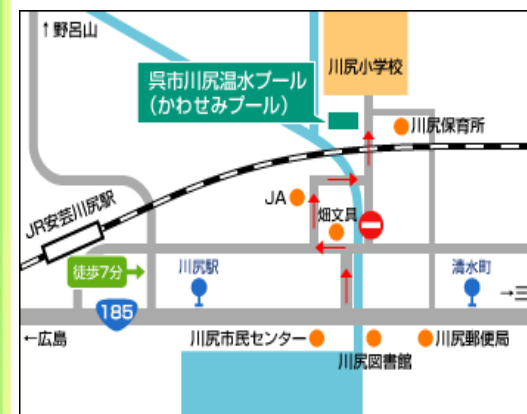 ↑野呂山
呉市川尻温水プール
（かわせみプール）
川尻小学校
川尻保育所
JR安芸川尻駅
JA
畑文具
徒歩7分
川尻駅
清水町
185
←広島
川尻市民センター
川尻図書館
川尻郵便局